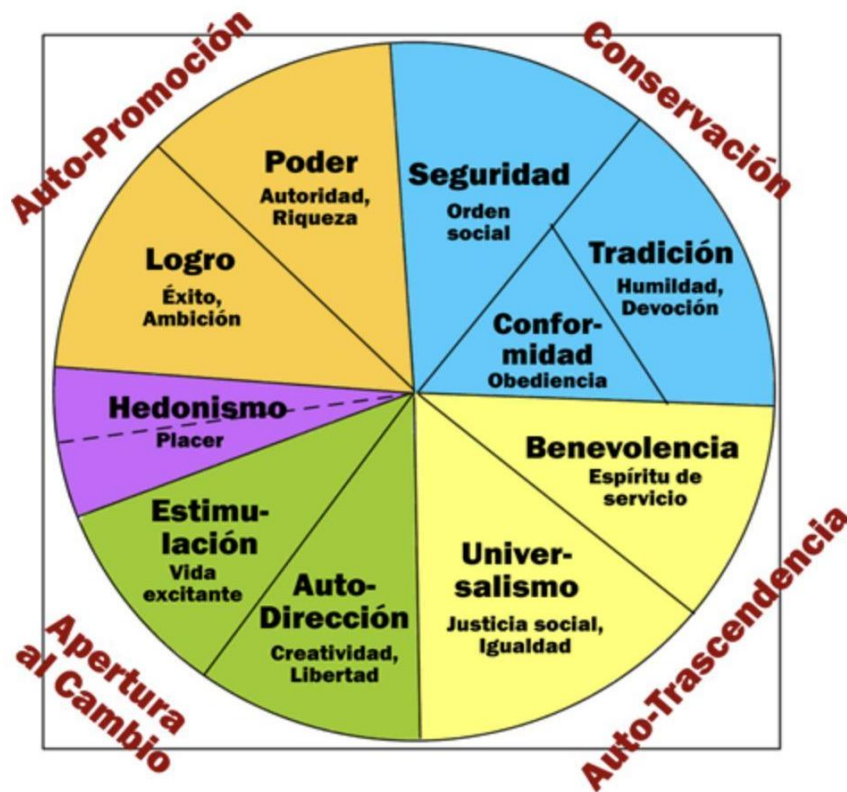 Auto-Promoción
Conservación
Poder
Autoridad,
Riqueza
Seguridad
Orden
social
Tradición
Humildad,
Devoción
Logro
Éxito,
Ambición
Confor-
midad
Obediencia
Hedonismo
Placer
Benevolencia
Espíritu de
servicio
Estimu-
lación
Vida
excitante
Auto-
Dirección
Creatividad,
Libertad
Univer-
salismo
Justicia social,
Igualdad
Apertura
al Cambio
Auto-Trascendencia